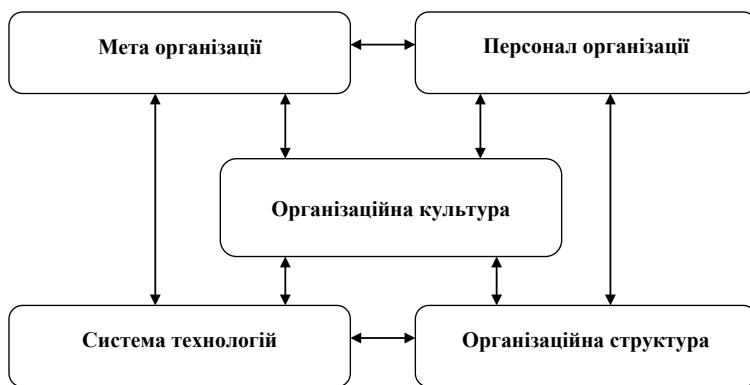 Мета організації
Персонал організації
Організаційна культура
Система технологій
Організаційна структура